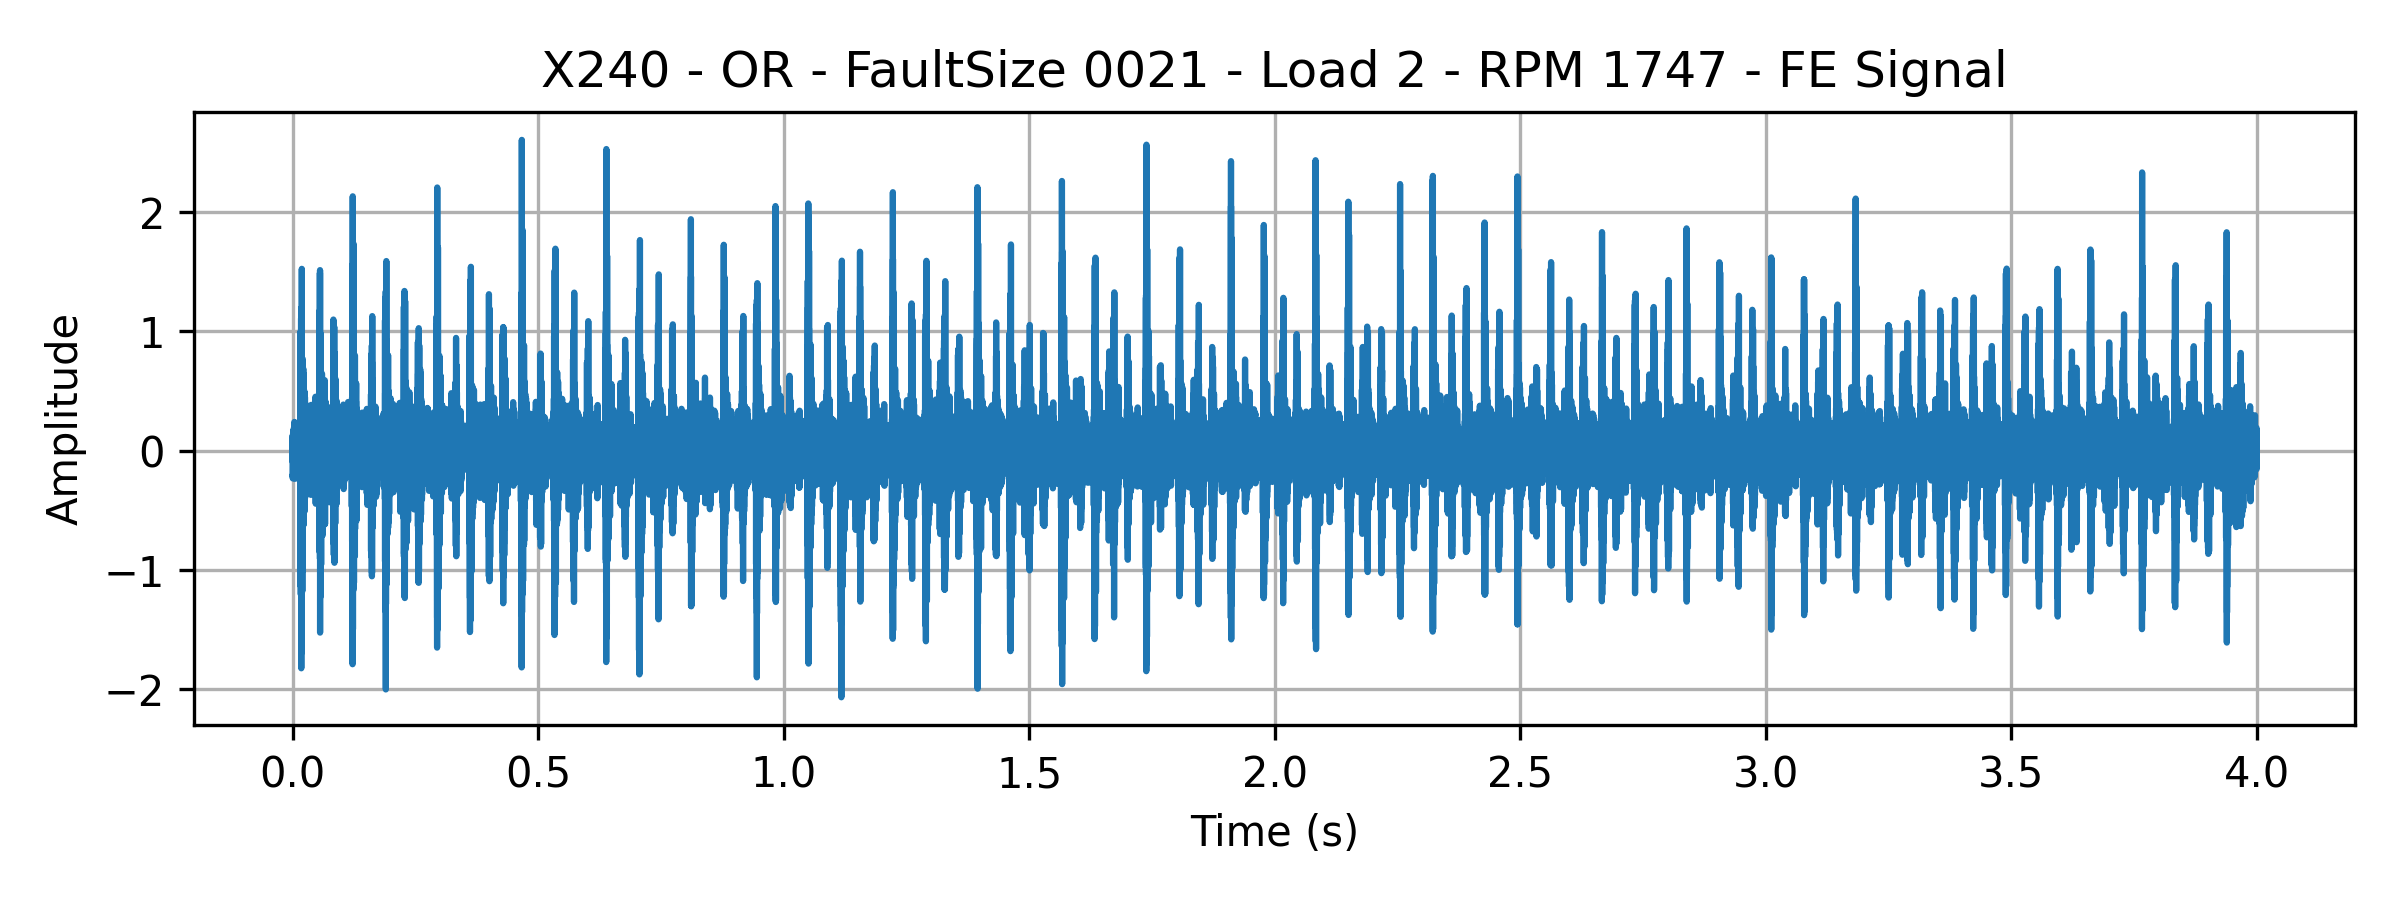 X240 - OR - FaultSize 0021 - Load 2 - RPM 1747 - FE Signal
Amplitude
2
1
0
−1
−2
0.0 0.5 1.0 1.5 2.0 2.5 3.0 3.5 4.0
Time (s)